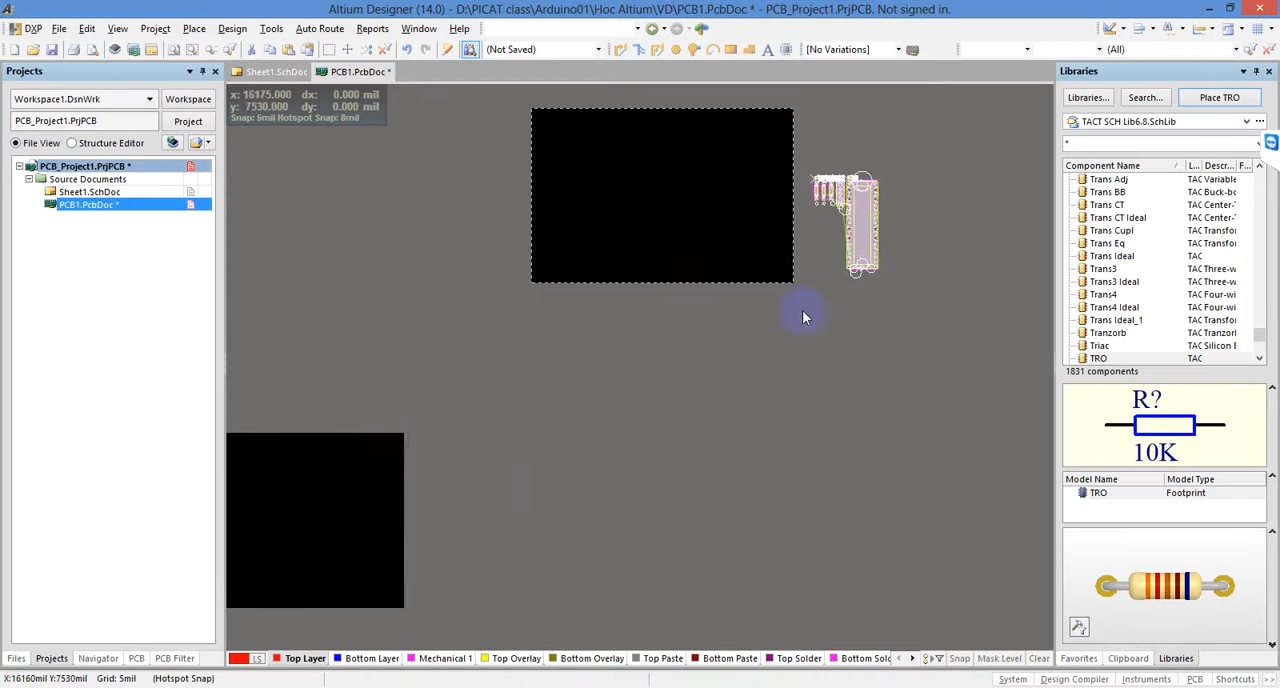 Altium Designer (14.0) - D:\PICAT class\Arduino01\Hoc Altium\VD\PCB1.PcbDoc * - PCB_Project1.PrjPCB. Not signed in.
DXP File Edit View Project Place Design Tools Auto Route Reports Window Help
(Not Saved) [No Variations] (All)
Projects
Sheet1.SchDoc PCB1.PcbDoc *
Libraries
Workspace1.DsnWrk Workspace
x: 16175.000 dx: 0.000 mil
y: 7530.000 dy: 0.000 mil
Snap: 5mil Hotspot Snap: 8mil
Libraries... Search... Place TRO
PCB_Project1.PrjPCB Project
TACT SCH Lib6.8.SchLib
File View Structure Editor
*
PCB_Project1.PrjPCB *
Source Documents
Sheet1.SchDoc
PCB1.PcbDoc *
Component Name / L... Descr... F...
Trans Adj TAC Variable
Trans BB TAC Buck-bo
Trans CT TAC Center-
Trans CT Ideal TAC Center-
Trans Cupl TAC Transfo
Trans Eq TAC Transfo
Trans Ideal TAC
Trans3 TAC Three-w
Trans3 Ideal TAC Three-w
Trans4 TAC Four-wi
Trans4 Ideal TAC Four-wi
Trans Ideal_1 TAC Transfo
Tranzorb TAC Tranzor
Triac TAC Silicon E
TRO TAC
1831 components
R?
10K
Model Name Model Type
TRO Footprint
Files Projects Navigator PCB PCB Filter
LS Top Layer Bottom Layer Mechanical 1 Top Overlay Bottom Overlay Top Paste Bottom Paste Top Solder Bottom Sol Snap Mask Level Clear
Favorites Clipboard Libraries
X:16160mil Y:7530mil Grid: 5mil (Hotspot Snap)
System Design Compiler Instruments PCB Shortcuts >>